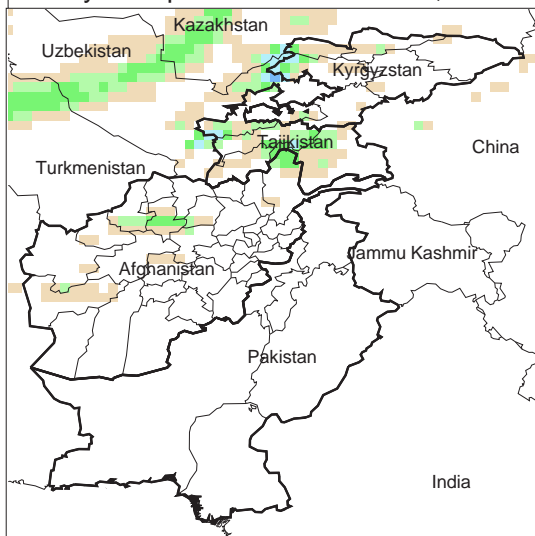 Kazakhstan
Uzbekistan
Kyrgyzstan
Tajikistan
China
Turkmenistan
Jammu Kashmir
Afghanistan
Pakistan
India